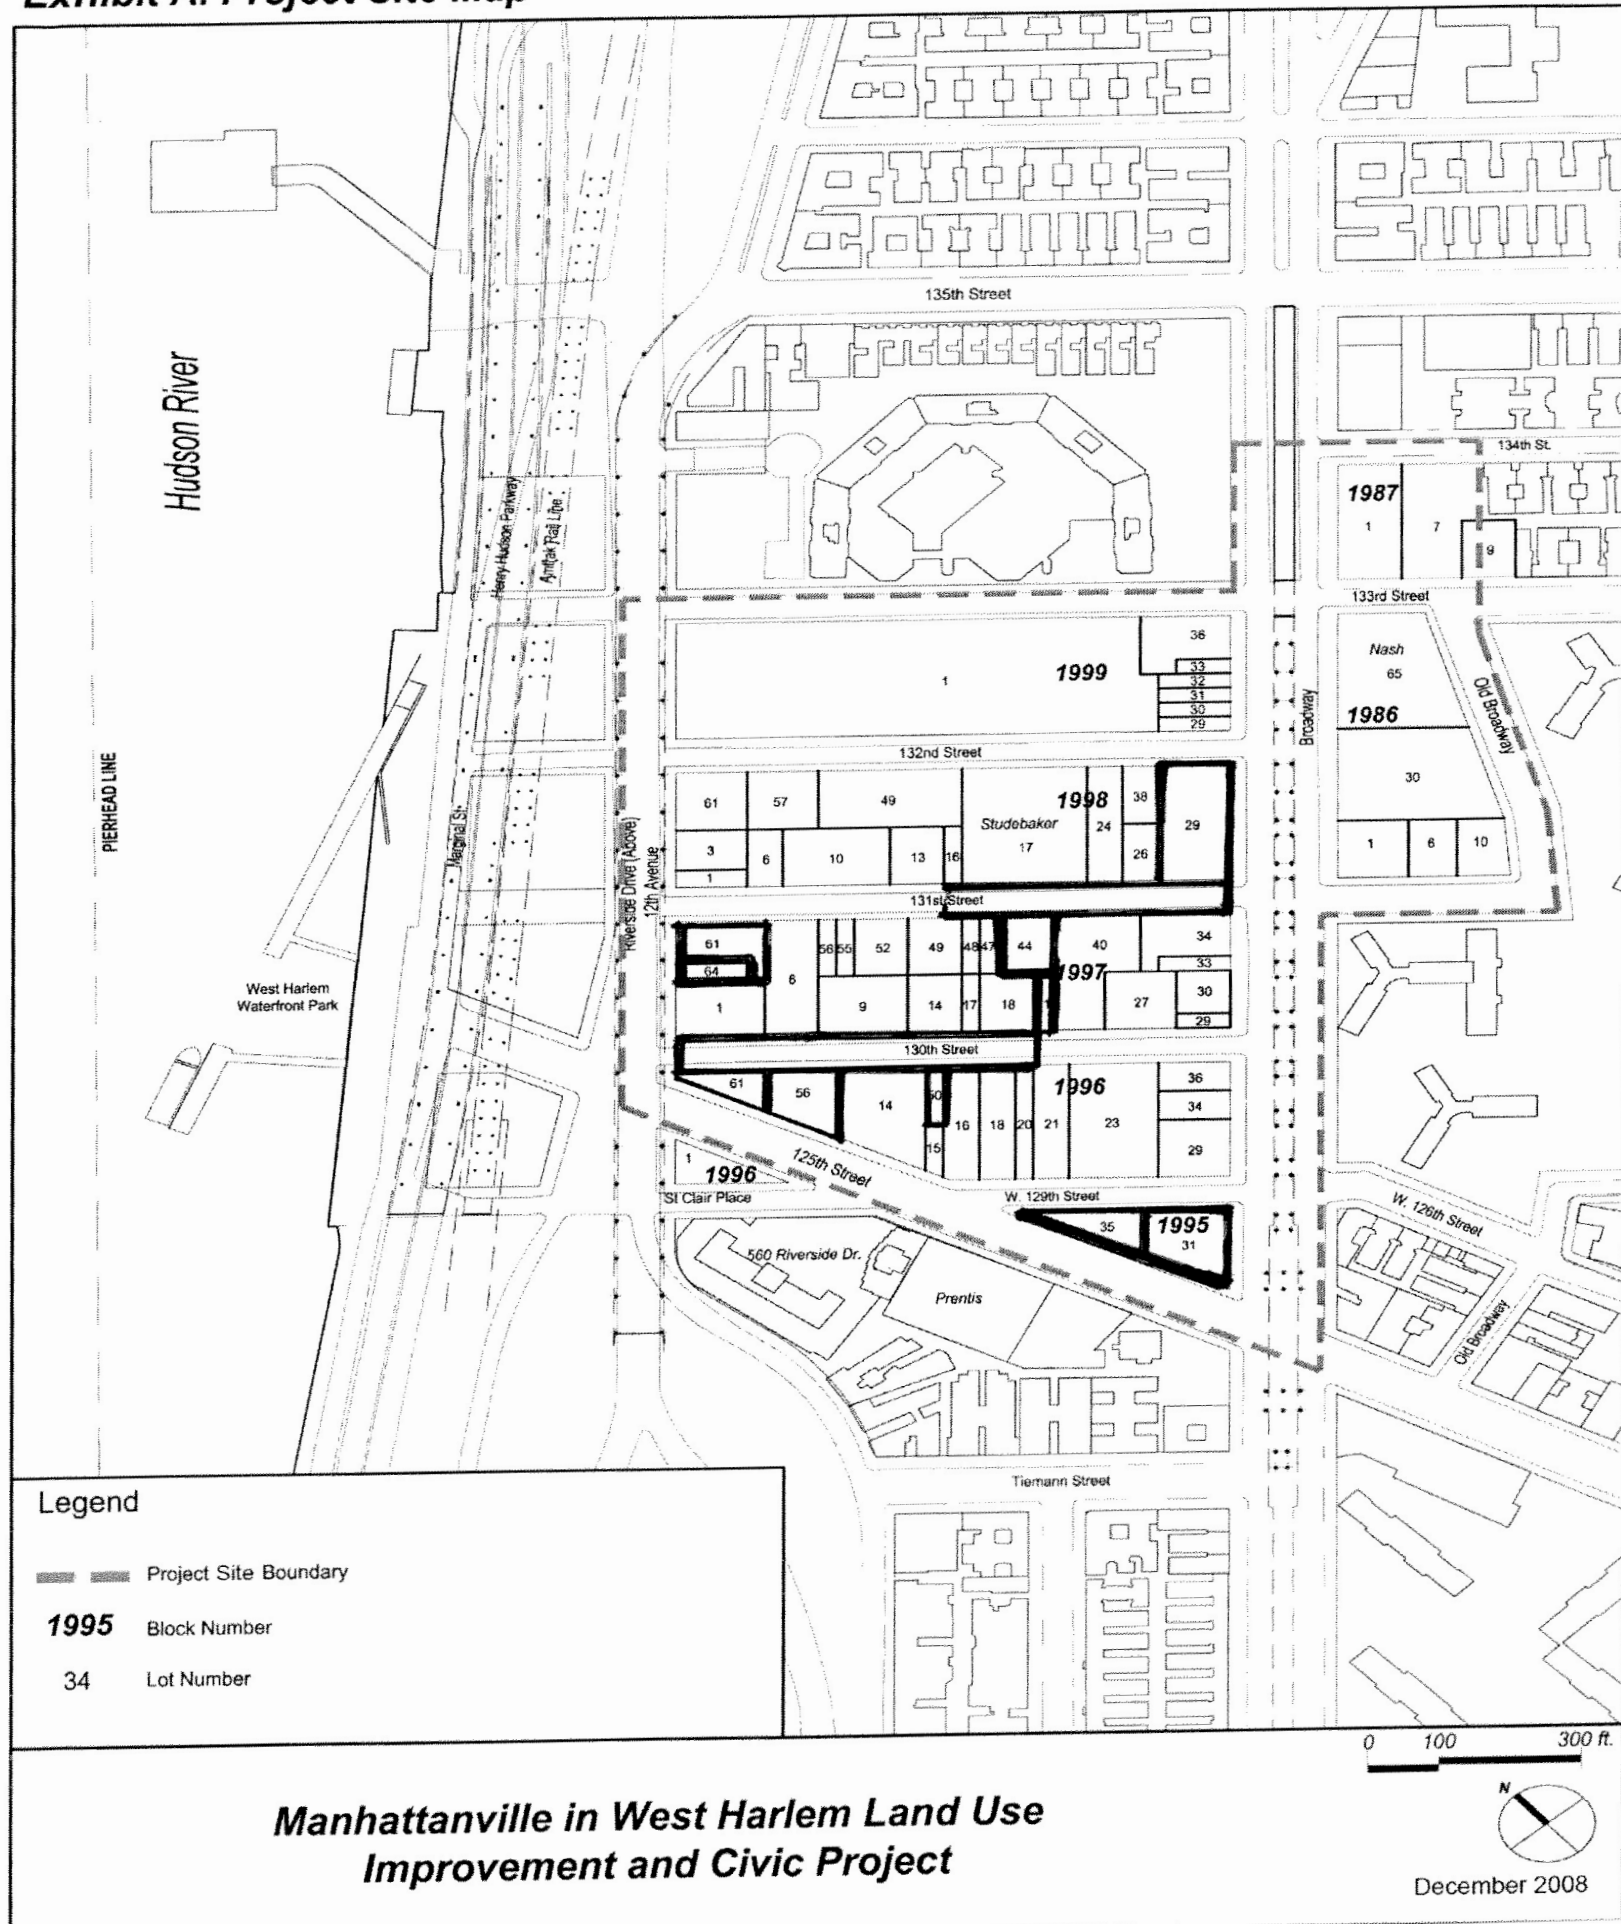 Exhibit A: Project Site Map
135th Street
Hudson River
134th St.
Henry Hudson Parkway
Amtrak Rail Line
1987
1
7
9
133rd Street
36
Nash
33
1
1999
65
32
31
30
1986
29
Broadway
Old Broadway
132nd Street
PIERHEAD LINE
30
61
57
49
1998
38
Studebaker
24
29
Marginal St.
3
6
10
13
16
17
26
1
6
10
1
Riverside Drive (Above)
12th Avenue
131st Street
61
56
55
52
49
48
47
44
40
34
64
1997
33
6
West Harlem
Waterfront Park
1
9
14
17
18
27
30
29
130th Street
61
56
14
1996
36
34
16
18
20
21
23
15
29
125th Street
1
1996
St Clair Place
W. 129th Street
W. 126th Street
35
1995
31
560 Riverside Dr.
Prentis
Old Broadway
Tiemann Street
Legend
Project Site Boundary
1995 Block Number
34 Lot Number
0 100 300 ft.
N
Manhattanville in West Harlem Land Use
Improvement and Civic Project
December 2008